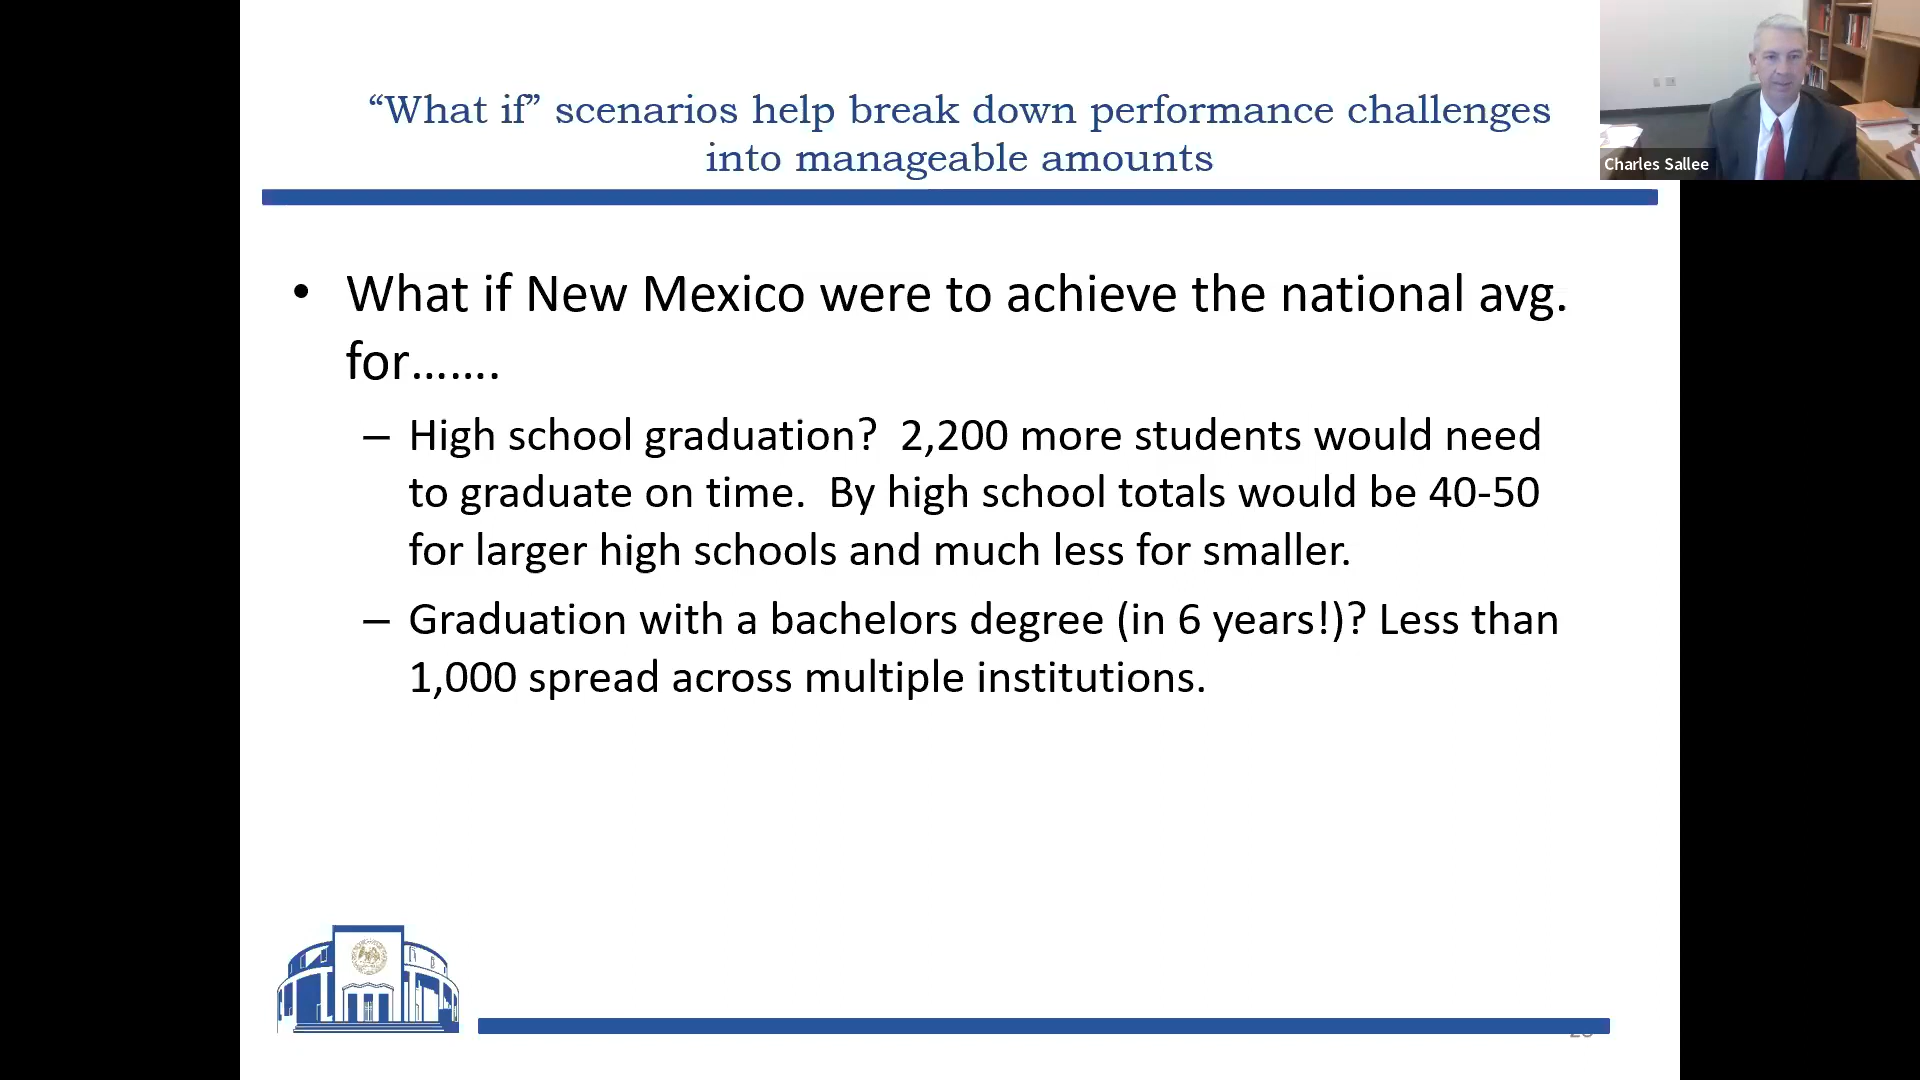 “What if” scenarios help break down performance challenges
into manageable amounts
Charles Sallee
• What if New Mexico were to achieve the national avg.
for…….
– High school graduation?  2,200 more students would need
to graduate on time.  By high school totals would be 40-50
for larger high schools and much less for smaller.
– Graduation with a bachelors degree (in 6 years!)? Less than
1,000 spread across multiple institutions.